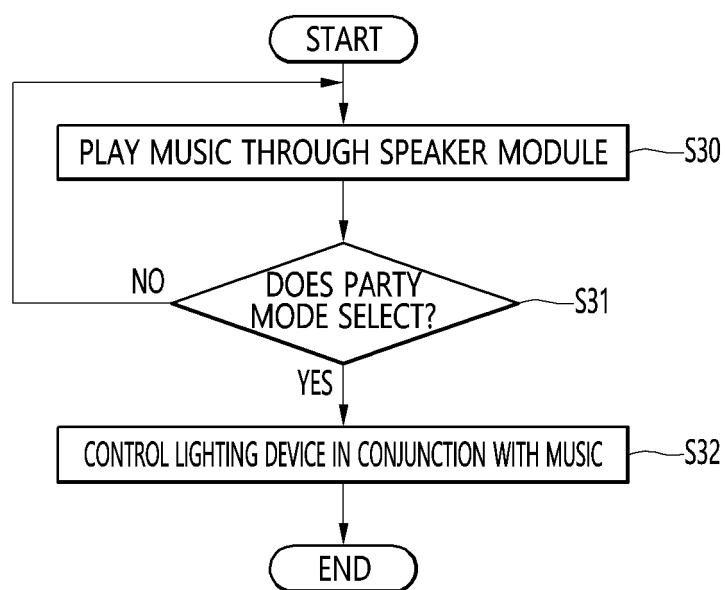 START
PLAY MUSIC THROUGH SPEAKER MODULE
S30
DOES PARTY
MODE SELECT?
S31
NO
YES
CONTROL LIGHTING DEVICE IN CONJUNCTION WITH MUSIC
S32
END